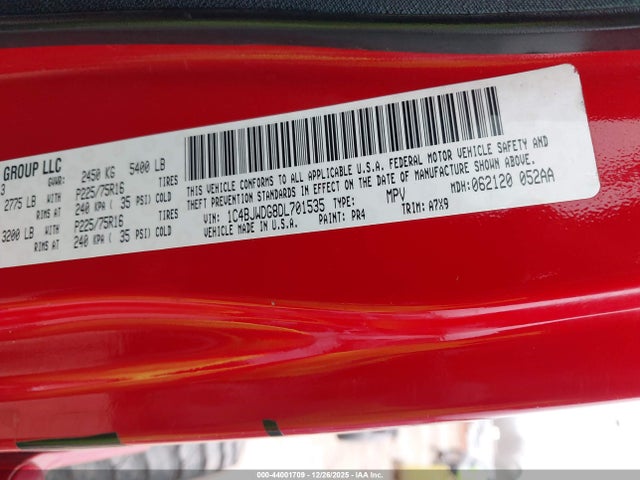 GROUP LLC
3 GVWR: 2450 KG 5400 LB
2775 LB WITH P225/75R16 TIRES
RIMS AT 240 KPA ( 35 PSI) COLD
3200 LB WITH P225/75R16 TIRES
RIMS AT 240 KPA ( 35 PSI) COLD
THIS VEHICLE CONFORMS TO ALL APPLICABLE U.S.A. FEDERAL MOTOR VEHICLE SAFETY AND
THEFT PREVENTION STANDARDS IN EFFECT ON THE DATE OF MANUFACTURE SHOWN ABOVE.
VIN: 1C4BJWDG8DL701535 TYPE: MPV MDH: 062120 052AA
VEHICLE MADE IN U.S.A. PAINT: PR4 TRIM: A7X9
000-44001709 | 12/26/2025 | IAA Inc.